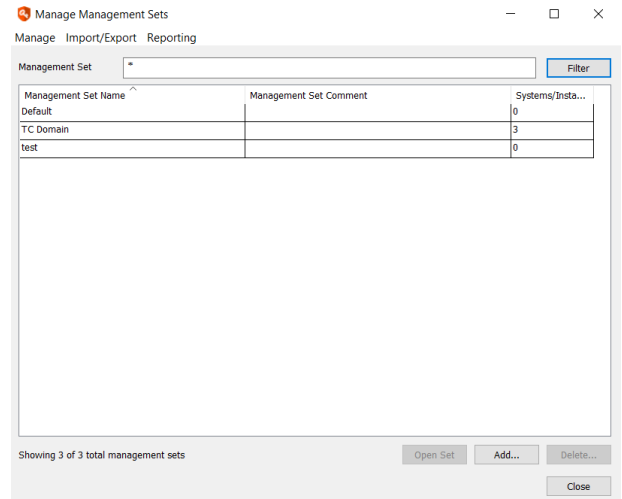 Manage Management Sets
Manage Import/Export Reporting
Management Set * Filter
Management Set Name Management Set Comment Systems/Insta...
Default 0
TC Domain 3
test 0
Showing 3 of 3 total management sets Open Set Add... Delete...
Close